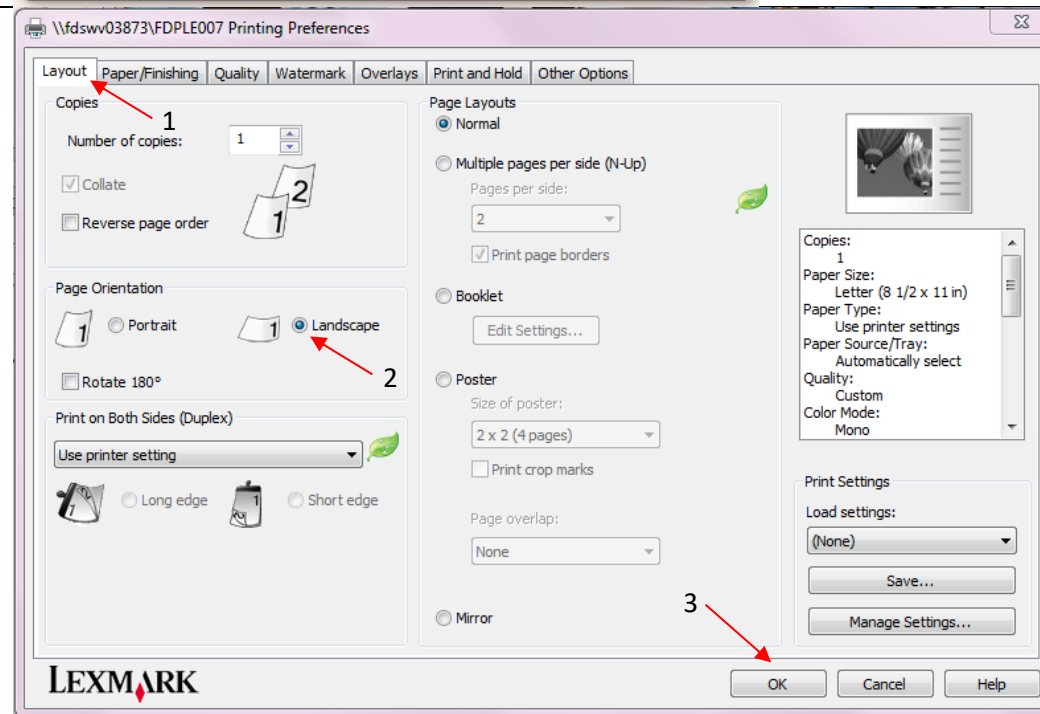 \\fdswv03873\FDPLE007 Printing Preferences
Layout Paper/Finishing Quality Watermark Overlays Print and Hold Other Options
1
Copies
Number of copies: 1
Collate
Reverse page order
1 2
Page Orientation
1 Portrait
1 Landscape
2
Rotate 180°
Print on Both Sides (Duplex)
Use printer setting
1 Long edge
1 Short edge
Page Layouts
Normal
Multiple pages per side (N-Up)
Pages per side:
2
Print page borders
Booklet
Edit Settings...
Poster
Size of poster:
2 x 2 (4 pages)
Print crop marks
Page overlap:
None
Mirror
Copies:
1
Paper Size:
Letter (8 1/2 x 11 in)
Paper Type:
Use printer settings
Paper Source/Tray:
Automatically select
Quality:
Custom
Color Mode:
Mono
Print Settings
Load settings:
(None)
Save...
Manage Settings...
3
LEXMARK
OK Cancel Help